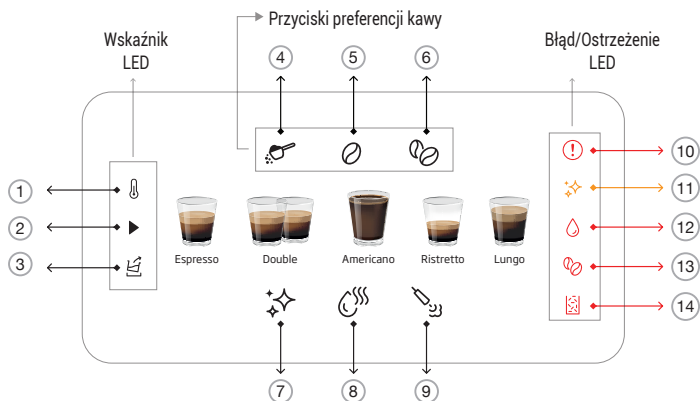 Przyciski preferencji kawy
Wskaźnik
LED
Błąd/Ostrzeżenie
LED
4
5
6
1
2
3
10
11
12
13
14
Espresso
Double
Americano
Ristretto
Lungo
7
8
9